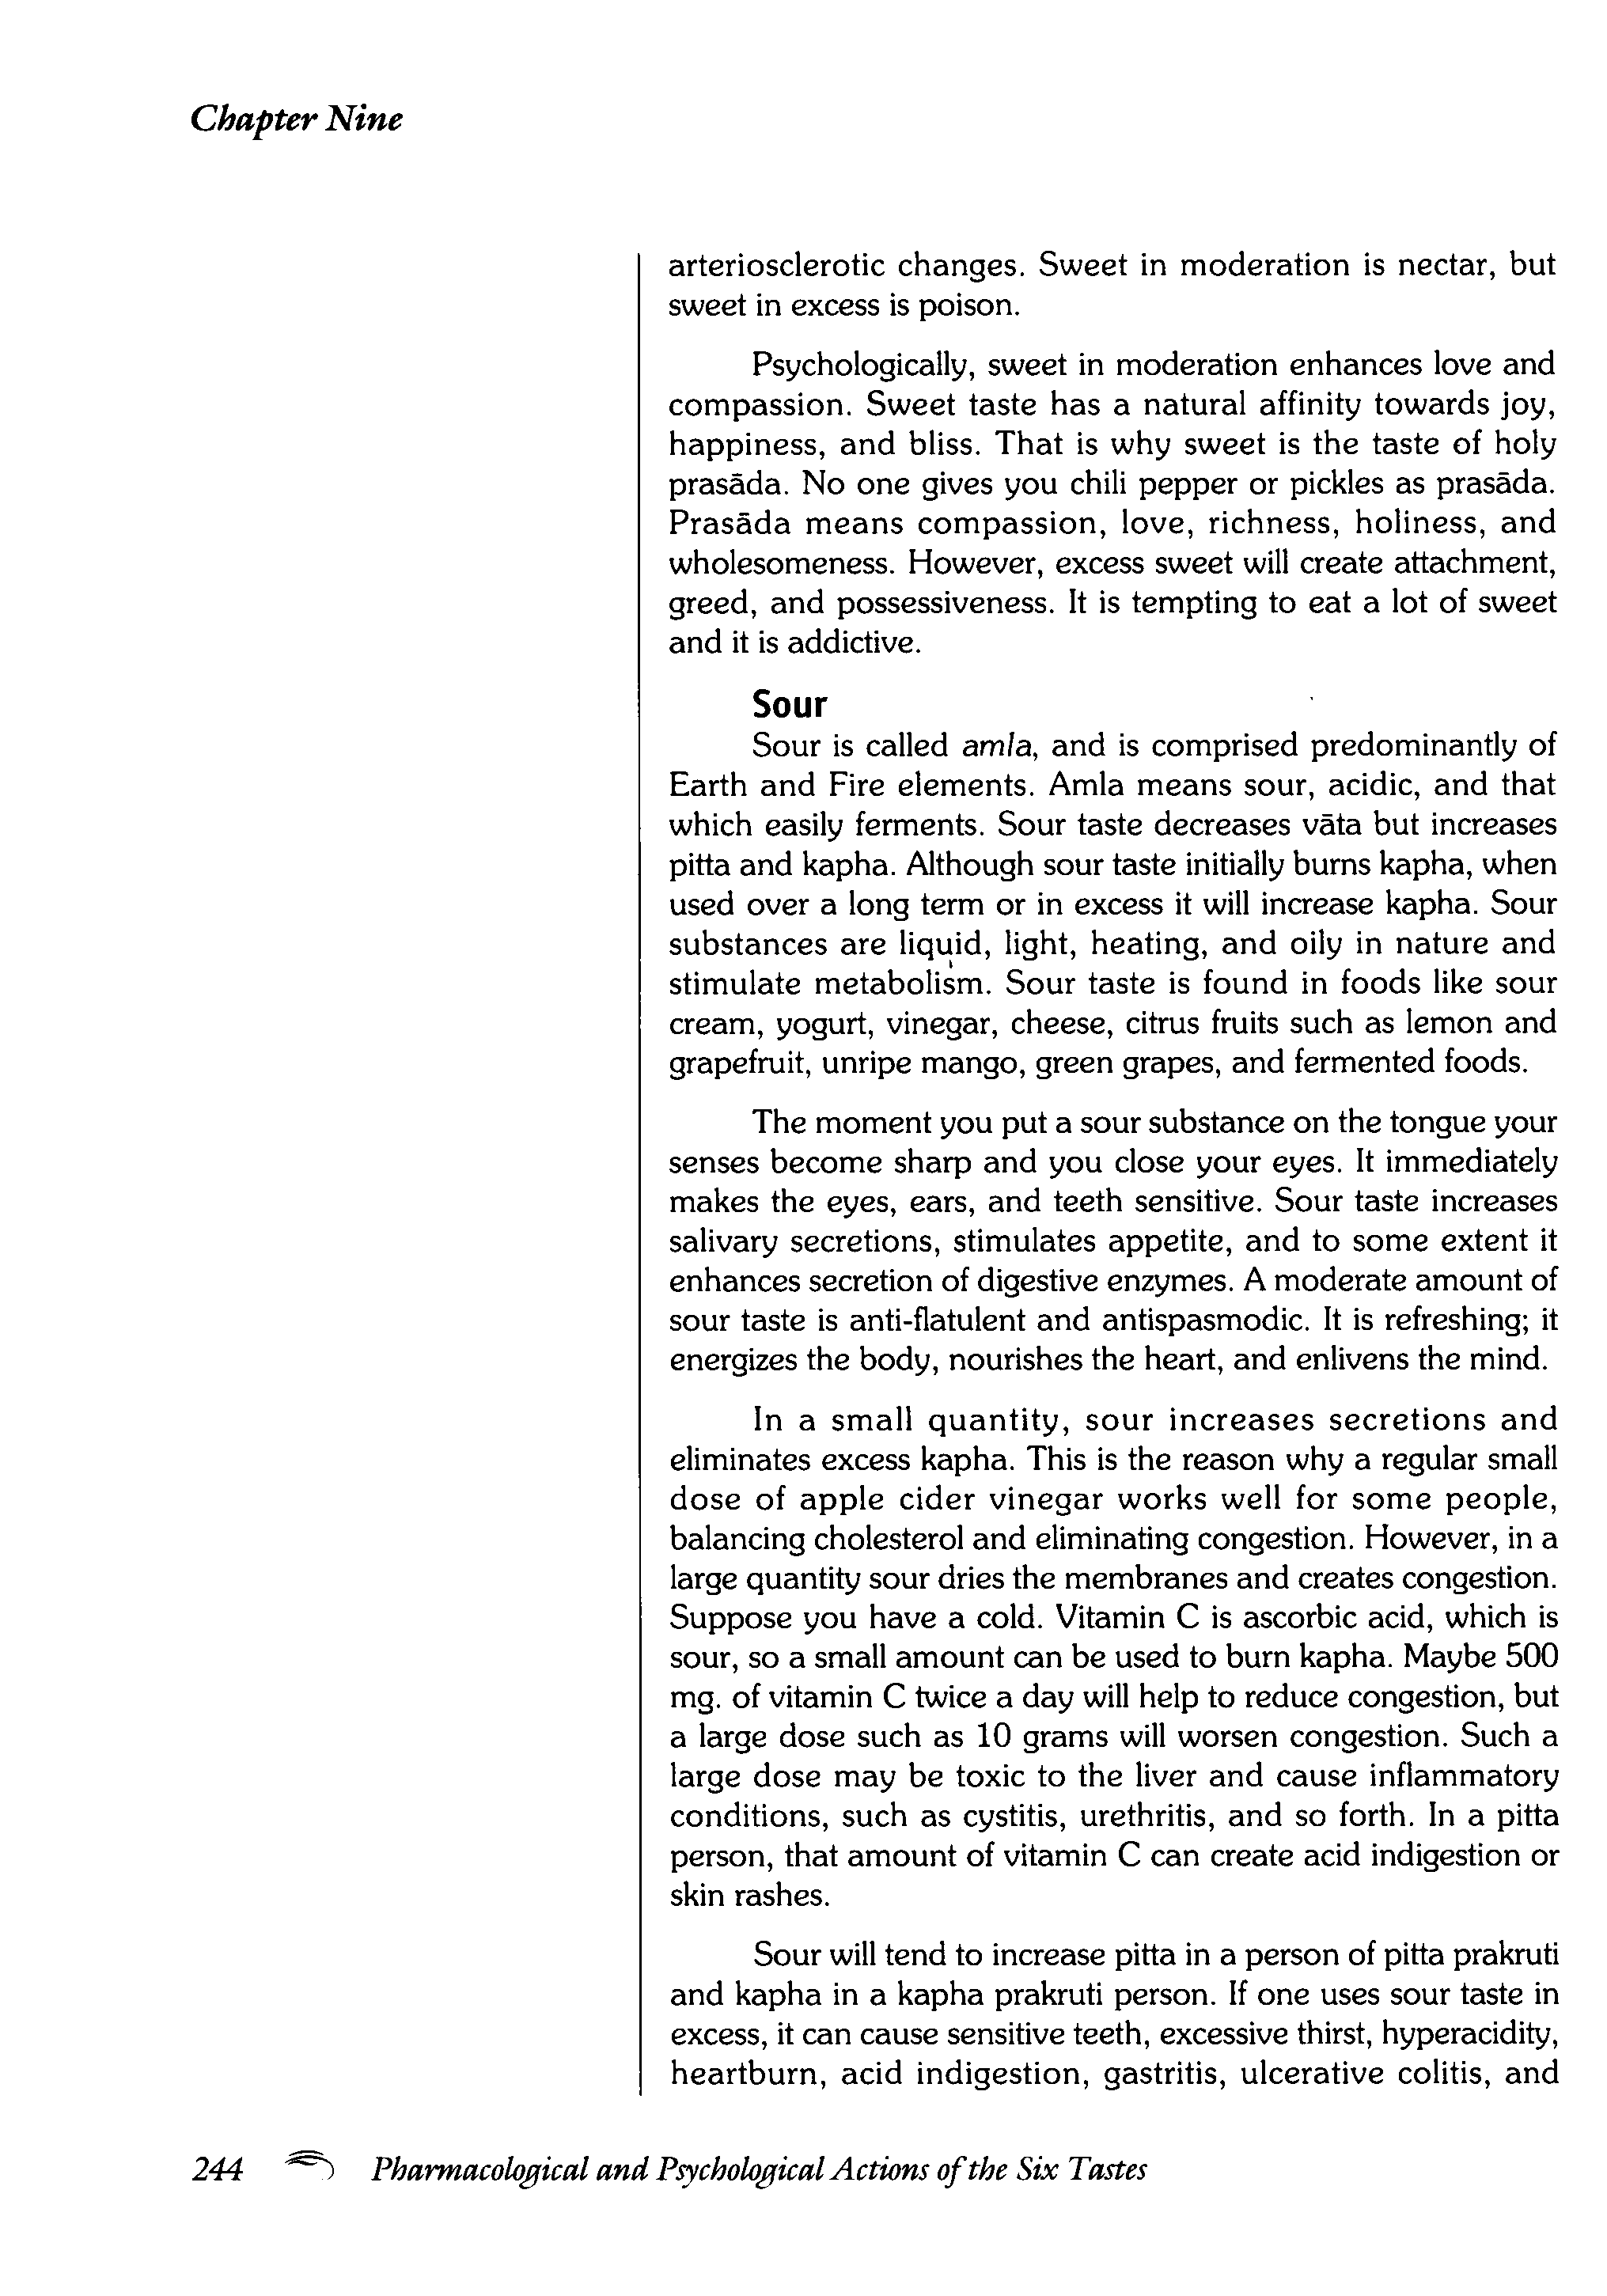 Chapter Nine
arteriosclerotic changes. Sweet in moderation is nectar, but
sweet in excess is poison.
Psychologically, sweet in moderation enhances love and
compassion. Sweet taste has a natural affinity towards joy,
happiness, and bliss. That is why sweet is the taste of holy
prasāda. No one gives you chili pepper or pickles as prasāda.
Prasāda means compassion, love, richness, holiness, and
wholesomeness. However, excess sweet will create attachment,
greed, and possessiveness. It is tempting to eat a lot of sweet
and it is addictive.
Sour
Sour is called amla, and is comprised predominantly of
Earth and Fire elements. Amla means sour, acidic, and that
which easily ferments. Sour taste decreases vāta but increases
pitta and kapha. Although sour taste initially burns kapha, when
used over a long term or in excess it will increase kapha. Sour
substances are liquid, light, heating, and oily in nature and
stimulate metabolism. Sour taste is found in foods like sour
cream, yogurt, vinegar, cheese, citrus fruits such as lemon and
grapefruit, unripe mango, green grapes, and fermented foods.
The moment you put a sour substance on the tongue your
senses become sharp and you close your eyes. It immediately
makes the eyes, ears, and teeth sensitive. Sour taste increases
salivary secretions, stimulates appetite, and to some extent it
enhances secretion of digestive enzymes. A moderate amount of
sour taste is anti-flatulent and antispasmodic. It is refreshing; it
energizes the body, nourishes the heart, and enlivens the mind.
In a small quantity, sour increases secretions and
eliminates excess kapha. This is the reason why a regular small
dose of apple cider vinegar works well for some people,
balancing cholesterol and eliminating congestion. However, in a
large quantity sour dries the membranes and creates congestion.
Suppose you have a cold. Vitamin C is ascorbic acid, which is
sour, so a small amount can be used to burn kapha. Maybe 500
mg. of vitamin C twice a day will help to reduce congestion, but
a large dose such as 10 grams will worsen congestion. Such a
large dose may be toxic to the liver and cause inflammatory
conditions, such as cystitis, urethritis, and so forth. In a pitta
person, that amount of vitamin C can create acid indigestion or
skin rashes.
Sour will tend to increase pitta in a person of pitta prakruti
and kapha in a kapha prakruti person. If one uses sour taste in
excess, it can cause sensitive teeth, excessive thirst, hyperacidity,
heartburn, acid indigestion, gastritis, ulcerative colitis, and
244 Pharmacological and Psychological Actions of the Six Tastes